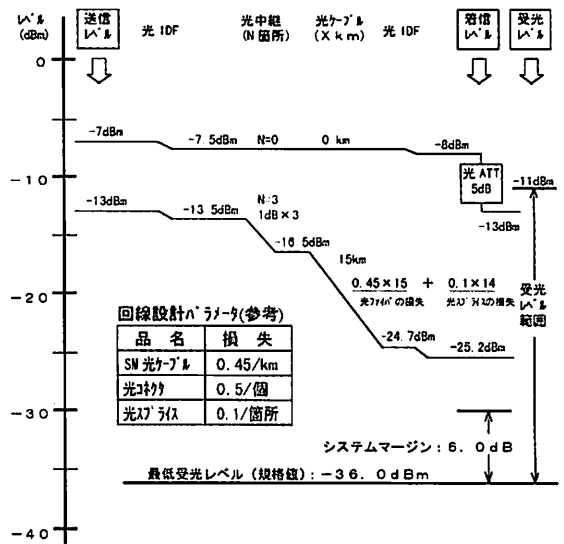 レベル
(dBm)
送信
レベル
光 IDF
光中継
(N 箇所)
光ケーブル
(X km)
光 IDF
着信
レベル
受光
レベル
0
-7dBm
-7.5dBm
N=0
0 km
-8dBm
光 ATT
5dB
-10
-11dBm
-13dBm
-13.5dBm
N:3
1dB×3
-13dBm
-16.5dBm
15km
0.45×15 + 0.1×14
光ファイバの損失
光スプライスの損失
受光
レベル
範囲
-20
-24.7dBm
-25.2dBm
回線設計パラメータ(参考)
品 名
損 失
SM 光ケーブル
0.45/km
光コネクタ
0.5/個
光スプライス
0.1/箇所
-30
システムマージン:6.0dB
最低受光レベル(規格値):-36.0dBm
-40